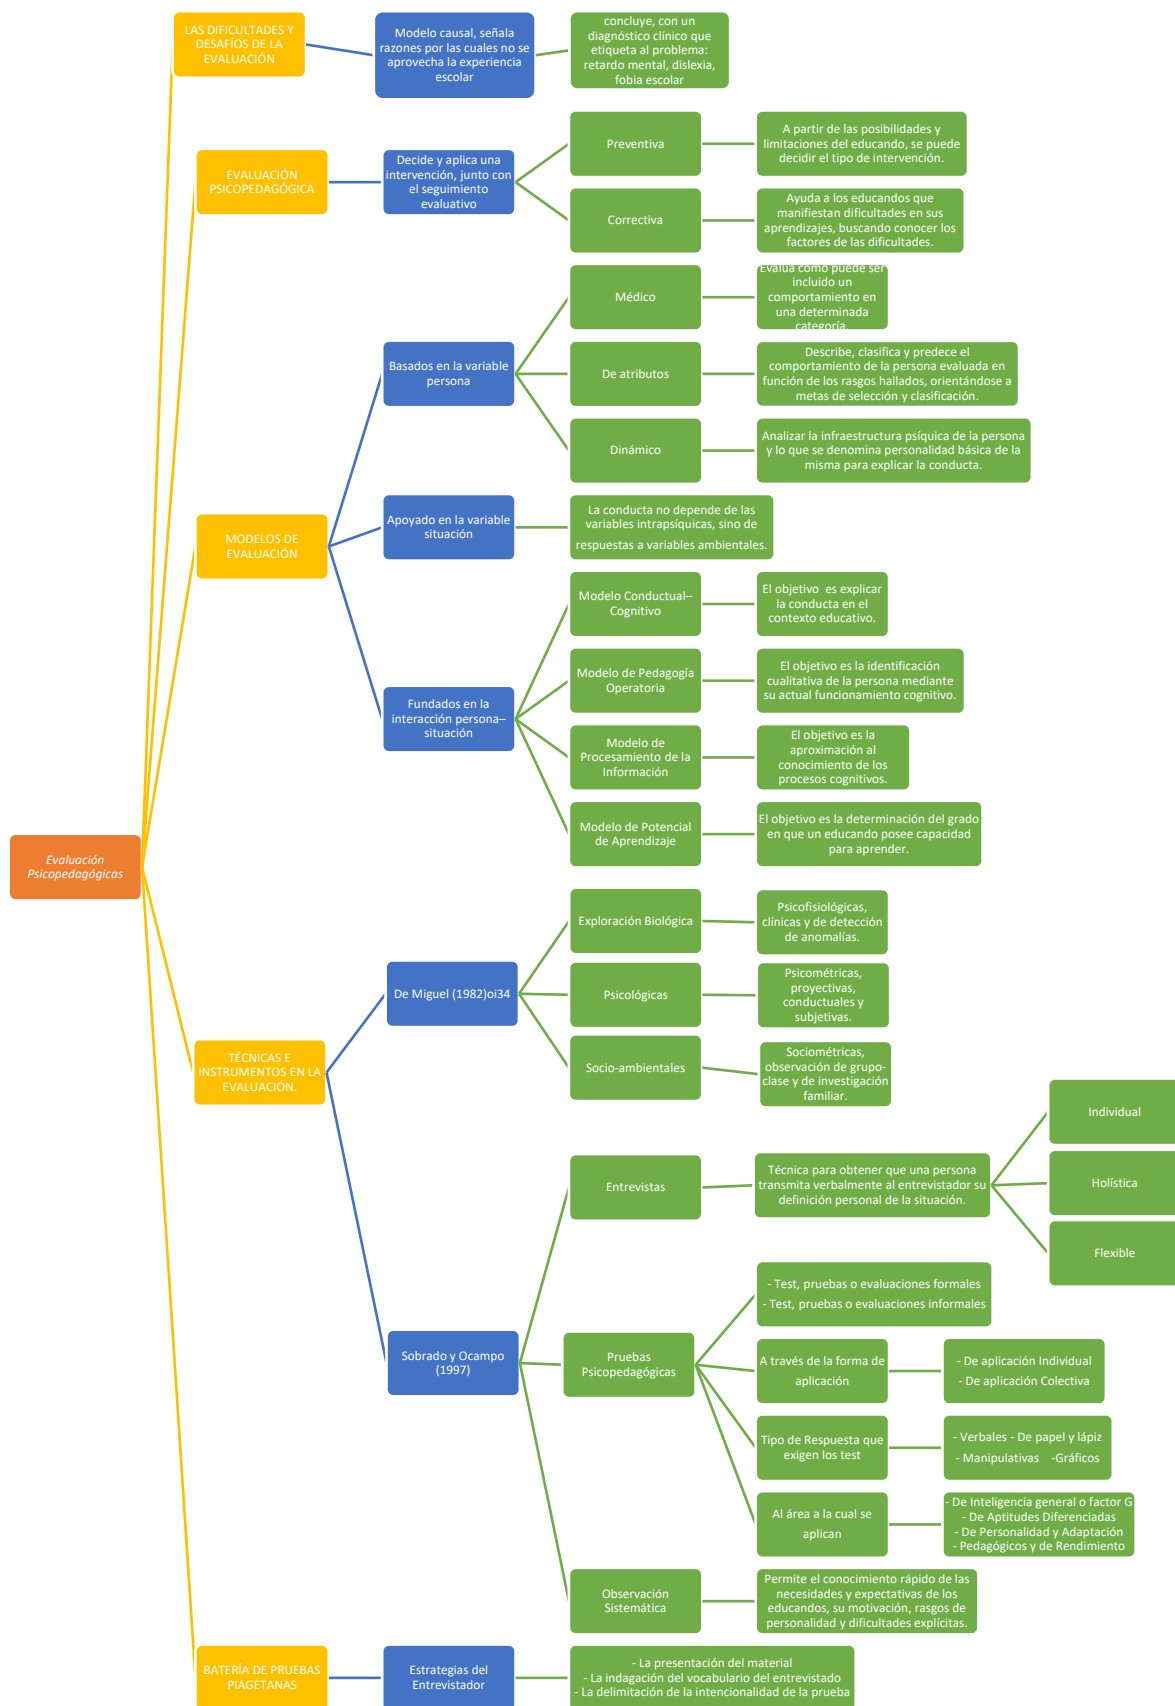 LAS DIFICULTADES Y
DESAFÍOS DE LA
EVALUACIÓN
Modelo causal, señala
razones por las cuales no se
aprovecha la experiencia
escolar
concluye, con un
diagnóstico clínico que
etiqueta al problema:
retardo mental, dislexia,
fobia escolar
EVALUACIÓN
PSICOPEDAGÓGICA
Decide y aplica una
intervención, junto con
el seguimiento
evaluativo
Preventiva
A partir de las posibilidades y
limitaciones del educando, se puede
decidir el tipo de intervención.
Correctiva
Ayuda a los educandos que
manifiestan dificultades en sus
aprendizajes, buscando conocer los
factores de las dificultades.
MODELOS DE
EVALUACIÓN
Basados en la variable
persona
Médico
Evalúa como puede ser
incluido un
comportamiento en
una determinada
categoría.
De atributos
Describe, clasifica y predece el
comportamiento de la persona evaluada en
función de los rasgos hallados, orientándose a
metas de selección y clasificación.
Dinámico
Analizar la infraestructura psíquica de la persona
y lo que se denomina personalidad básica de la
misma para explicar la conducta.
Apoyado en la variable
situación
La conducta no depende de las
variables intrapsíquicas, sino de
respuestas a variables ambientales.
Fundados en la
interacción persona–
situación
Modelo Conductual–
Cognitivo
El objetivo es explicar
la conducta en el
contexto educativo.
Modelo de Pedagogía
Operatoria
El objetivo es la identificación
cualitativa de la persona mediante
su actual funcionamiento cognitivo.
Modelo de
Procesamiento de la
Información
El objetivo es la
aproximación al
conocimiento de los
procesos cognitivos.
Modelo de Potencial
de Aprendizaje
El objetivo es la determinación del grado
en que un educando posee capacidad
para aprender.
Evaluación
Psicopedagógicas
TÉCNICAS E
INSTRUMENTOS EN LA
EVALUACIÓN.
De Miguel (1982)oi34
Exploración Biológica
Psicofisiológicas,
clínicas y de detección
de anomalías.
Psicológicas
Psicométricas,
proyectivas,
conductuales y
subjetivas.
Socio-ambientales
Sociométricas,
observación de grupo-
clase y de investigación
familiar.
Sobrado y Ocampo
(1997)
Entrevistas
Técnica para obtener que una persona
transmita verbalmente al entrevistador su
definición personal de la situación.
Individual
Holística
Flexible
Pruebas
Psicopedagógicas
- Test, pruebas o evaluaciones formales
- Test, pruebas o evaluaciones informales
A través de la forma de
aplicación
- De aplicación Individual
- De aplicación Colectiva
Tipo de Respuesta que
exigen los test
- Verbales - De papel y lápiz
- Manipulativas -Gráficos
Al área a la cual se
aplican
- De Inteligencia general o factor G
- De Aptitudes Diferenciadas
- De Personalidad y Adaptación
- Pedagógicos y de Rendimiento
Observación
Sistemática
Permite el conocimiento rápido de las
necesidades y expectativas de los
educandos, su motivación, rasgos de
personalidad y dificultades explícitas.
BATERÍA DE PRUEBAS
PIAGETANAS
Estrategias del
Entrevistador
- La presentación del material
- La indagación del vocabulario del entrevistado
- La delimitación de la intencionalidad de la prueba